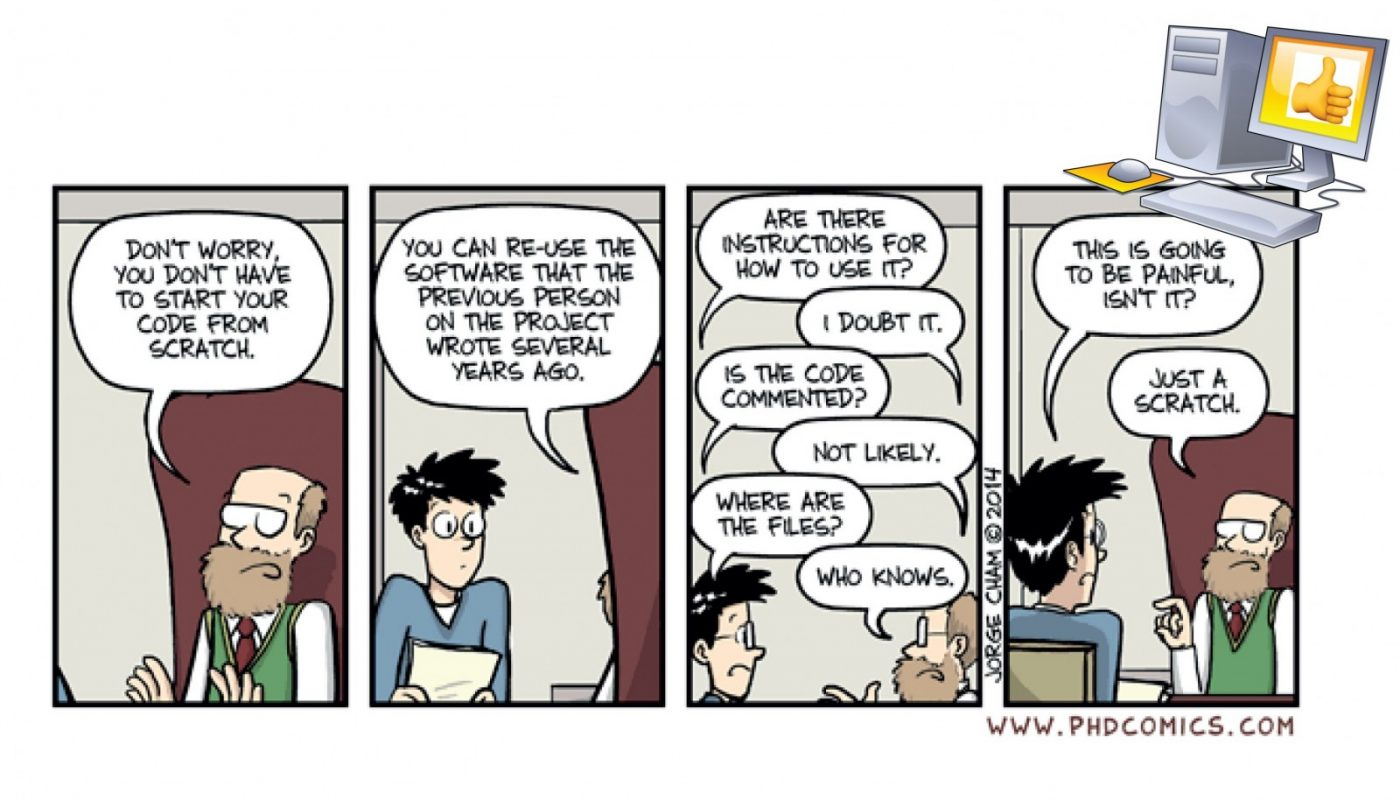 DON'T WORRY,
YOU DON'T HAVE
TO START YOUR
CODE FROM
SCRATCH.
YOU CAN RE-USE THE
SOFTWARE THAT THE
PREVIOUS PERSON
ON THE PROJECT
WROTE SEVERAL
YEARS AGO.
ARE THERE
INSTRUCTIONS FOR
HOW TO USE IT?
I DOUBT IT.
IS THE CODE
COMMENTED?
NOT LIKELY.
WHERE ARE
THE FILES?
WHO KNOWS.
JORGE CHAM © 2014
THIS IS GOING
TO BE PAINFUL,
ISN'T IT?
JUST A
SCRATCH.
WWW.PHDCOMICS.COM